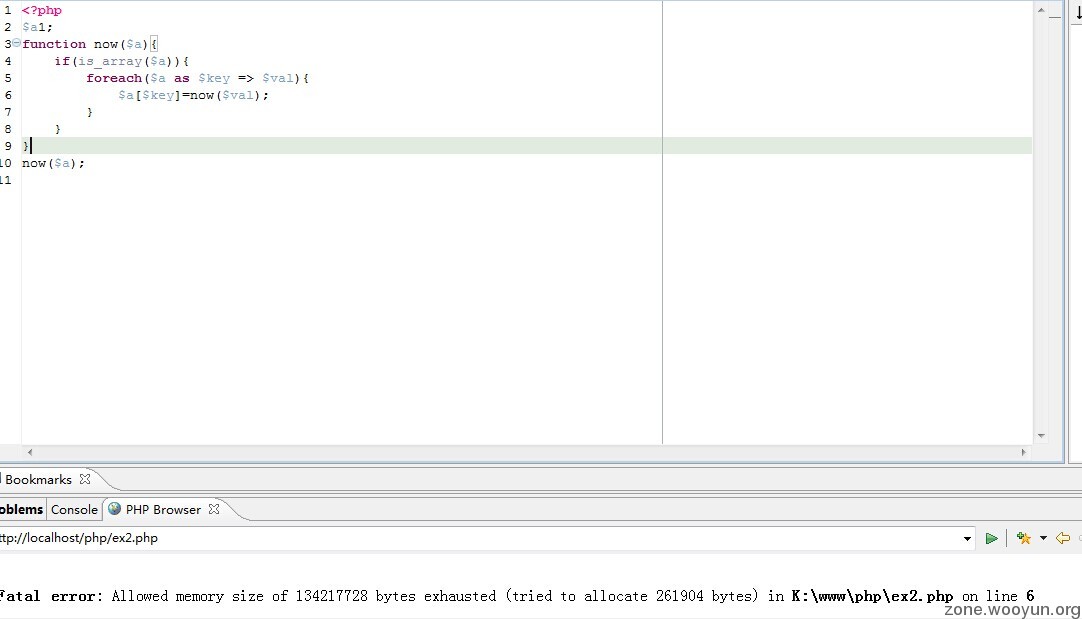 1 <?php
2 $a1;
3 function now($a){
4 if(is_array($a)){
5 foreach($a as $key => $val){
6 $a[$key]=now($val);
7 }
8 }
9 }
10 now($a);
11
Bookmarks
oblems Console PHP Browser
ttp://localhost/php/ex2.php
Fatal error: Allowed memory size of 134217728 bytes exhausted (tried to allocate 261904 bytes) in K:\www\php\ex2.php on line 6
zone.wooyun.org